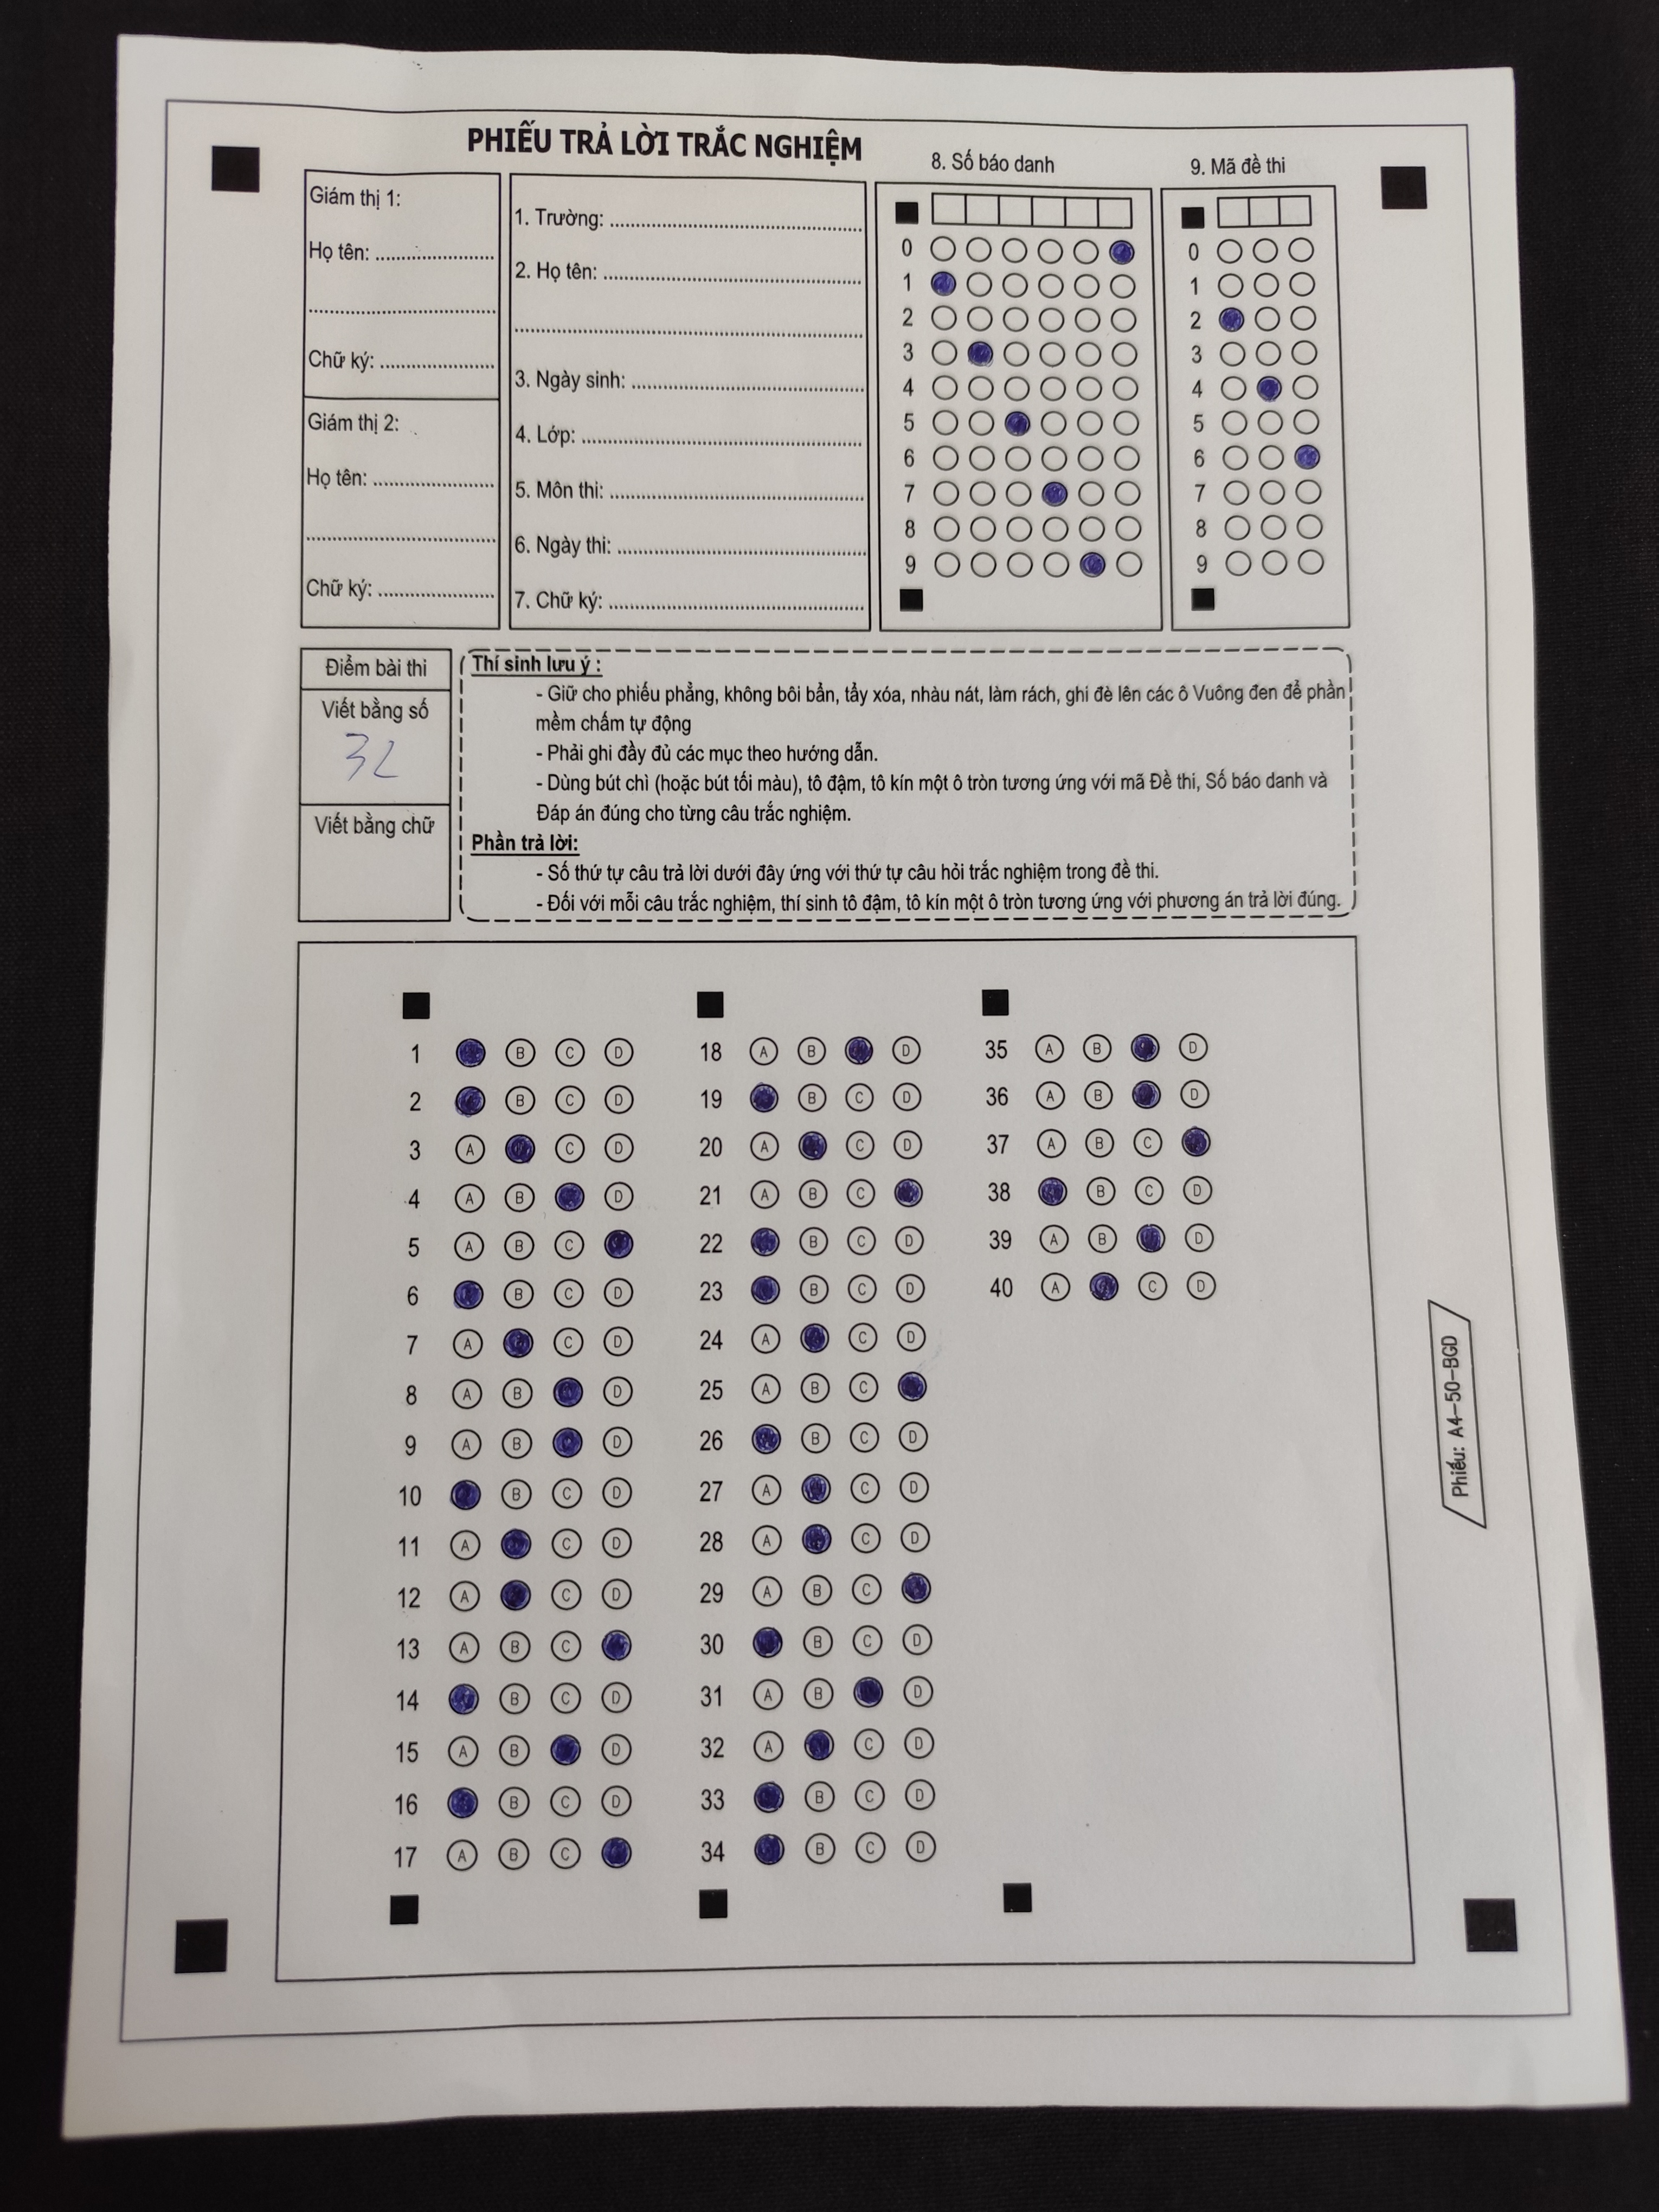 PHIẾU TRẢ LỜI TRẮC NGHIỆM
Giám thị 1:
Họ tên: ......................
..................................
Chữ ký: .....................
Giám thị 2:
Họ tên: ......................
..................................
Chữ ký: .....................
1. Trường: ..............................................
2. Họ tên: ..............................................
................................................................
3. Ngày sinh: ..........................................
4. Lớp: ..................................................
5. Môn thi: .............................................
6. Ngày thi: ............................................
7. Chữ ký: ..............................................
8. Số báo danh
0
1
2
3
4
5
6
7
8
9
9. Mã đề thi
0
1
2
3
4
5
6
7
8
9
Điểm bài thi
Viết bằng số
32
Viết bằng chữ
Thí sinh lưu ý :
- Giữ cho phiếu phẳng, không bôi bẩn, tẩy xóa, nhàu nát, làm rách, ghi đè lên các ô Vuông đen để phần
mềm chấm tự động
- Phải ghi đầy đủ các mục theo hướng dẫn.
- Dùng bút chì (hoặc bút tối màu), tô đậm, tô kín một ô tròn tương ứng với mã Đề thi, Số báo danh và
Đáp án đúng cho từng câu trắc nghiệm.
Phần trả lời:
- Số thứ tự câu trả lời dưới đây ứng với thứ tự câu hỏi trắc nghiệm trong đề thi.
- Đối với mỗi câu trắc nghiệm, thí sinh tô đậm, tô kín một ô tròn tương ứng với phương án trả lời đúng.
1 B C D
2 B C D
3 A C D
4 A B D
5 A B C
6 B C D
7 A C D
8 A B D
9 A B D
10 B C D
11 A C D
12 A C D
13 A B C
14 B C D
15 A B D
16 B C D
17 A B C
18 A B D
19 B C D
20 A C D
21 A B C
22 B C D
23 B C D
24 A C D
25 A B C
26 B C D
27 A C D
28 A C D
29 A B C
30 B C D
31 A B D
32 A C D
33 B C D
34 B C D
35 A B D
36 A B D
37 A B C
38 B C D
39 A B D
40 A C D
Phiếu: A4-50-BGD